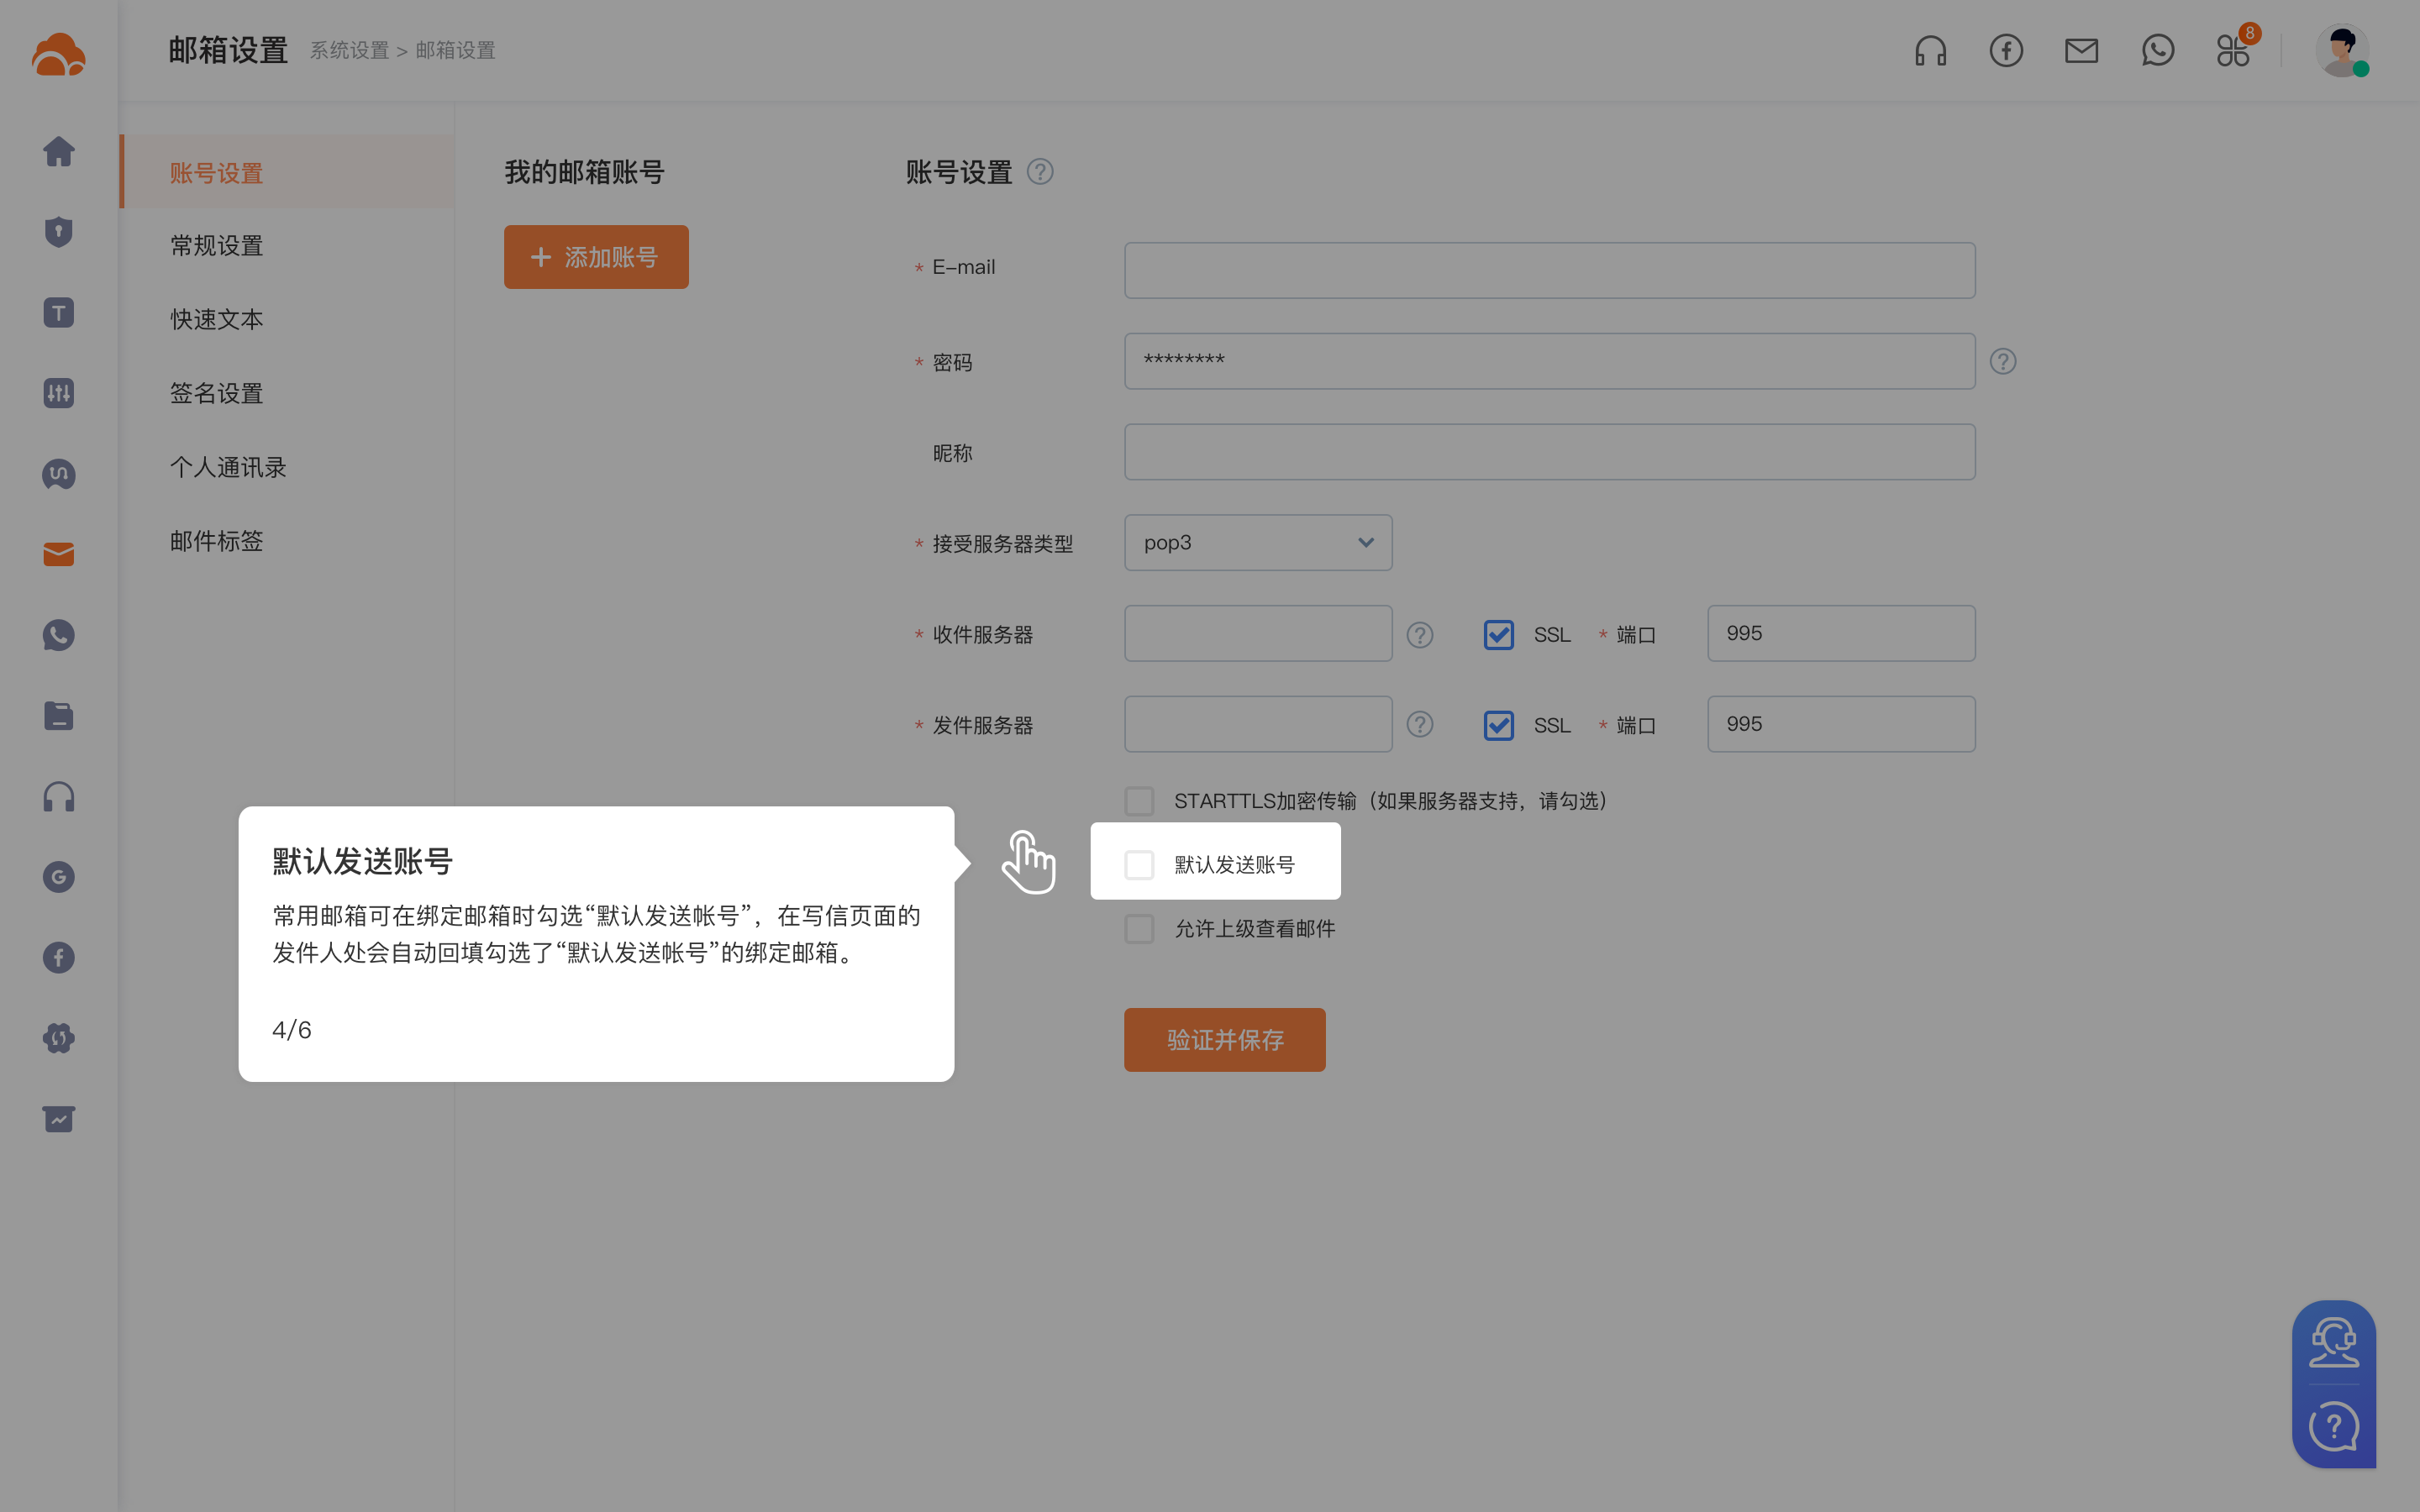 邮箱设置 系统设置 > 邮箱设置
8
账号设置
常规设置
快速文本
签名设置
个人通讯录
邮件标签
我的邮箱账号
+ 添加账号
账号设置 ?
* E-mail
* 密码 ******** ?
昵称
* 接受服务器类型 pop3
* 收件服务器 ? SSL * 端口 995
* 发件服务器 ? SSL * 端口 995
STARTTLS加密传输（如果服务器支持，请勾选）
默认发送账号
允许上级查看邮件
验证并保存
默认发送账号
常用邮箱可在绑定邮箱时勾选“默认发送帐号”，在写信页面的
发件人处会自动回填勾选了“默认发送帐号”的绑定邮箱。
4/6